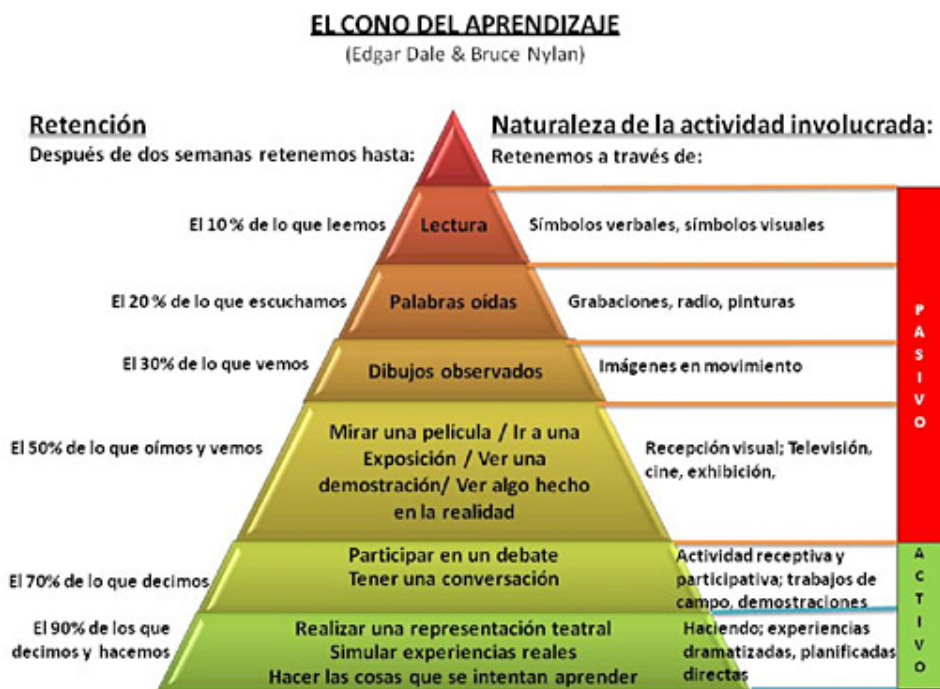 EL CONO DEL APRENDIZAJE
(Edgar Dale & Bruce Nylan)
Retención
Después de dos semanas retenemos hasta:
Naturaleza de la actividad involucrada:
Retenemos a través de:
El 10 % de lo que leemos
Lectura
Símbolos verbales, símbolos visuales
El 20 % de lo que escuchamos
Palabras oídas
Grabaciones, radio, pinturas
El 30% de lo que vemos
Dibujos observados
Imágenes en movimiento
El 50% de lo que oímos y vemos
Mirar una película / Ir a una
Exposición / Ver una
demostración/ Ver algo hecho
en la realidad
Recepción visual; Televisión,
cine, exhibición,
PASIVO
El 70% de lo que decimos
Participar en un debate
Tener una conversación
Actividad receptiva y
participativa; trabajos de
campo, demostraciones
El 90% de los que
decimos y hacemos
Realizar una representación teatral
Simular experiencias reales
Hacer las cosas que se intentan aprender
Haciendo; experiencias
dramatizadas, planificadas
directas
ACTIVO